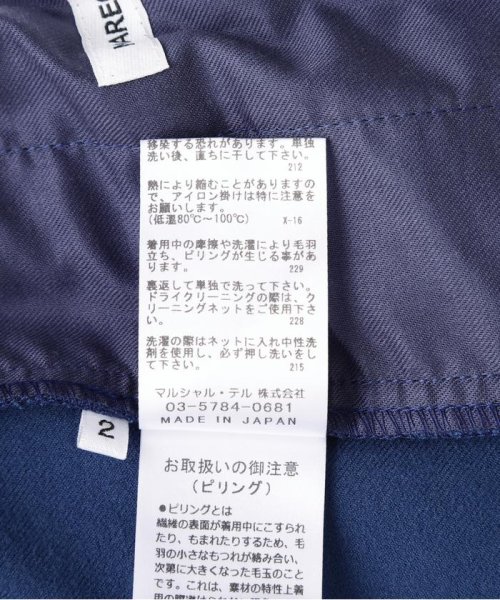 ARE
移染する恐れがあります。単独
洗い後、直ちに干して下さい。
212
熱により縮むことがありますの
で、アイロン掛けは特に注意を
お願いします。
(低温80℃～100℃) X-16
着用中の摩擦や洗濯により毛羽
立ち、ピリングが生じる事があ
ります。 229
裏返して単独で洗って下さい。
ドライクリーニングの際は、ク
リーニングネットをご使用下さ
い。 228
洗濯の際はネットに入れ中性洗
剤を使用し、必ず押し洗いをし
て下さい。 215
マルシャル・テル 株式会社
03-5784-0681
MADE IN JAPAN
2
お取扱いの御注意
(ピリング)
●ピリングとは
繊維の表面が着用中にこすられ
たり、もまれたりするため、毛
羽の小さなもつれが絡み合い、
次第に大きくなった毛玉のこと
です。これは、素材の特性上着